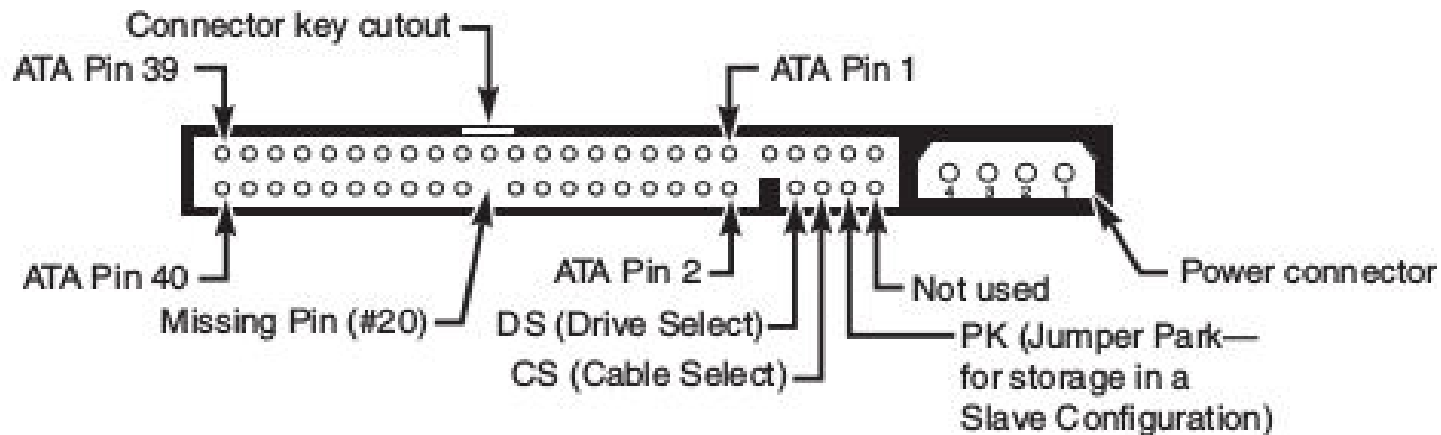 Connector key cutout
ATA Pin 39
ATA Pin 1
4 3 2 1
ATA Pin 40
Missing Pin (#20)
ATA Pin 2
DS (Drive Select)
CS (Cable Select)
Not used
PK (Jumper Park—
for storage in a
Slave Configuration)
Power connector